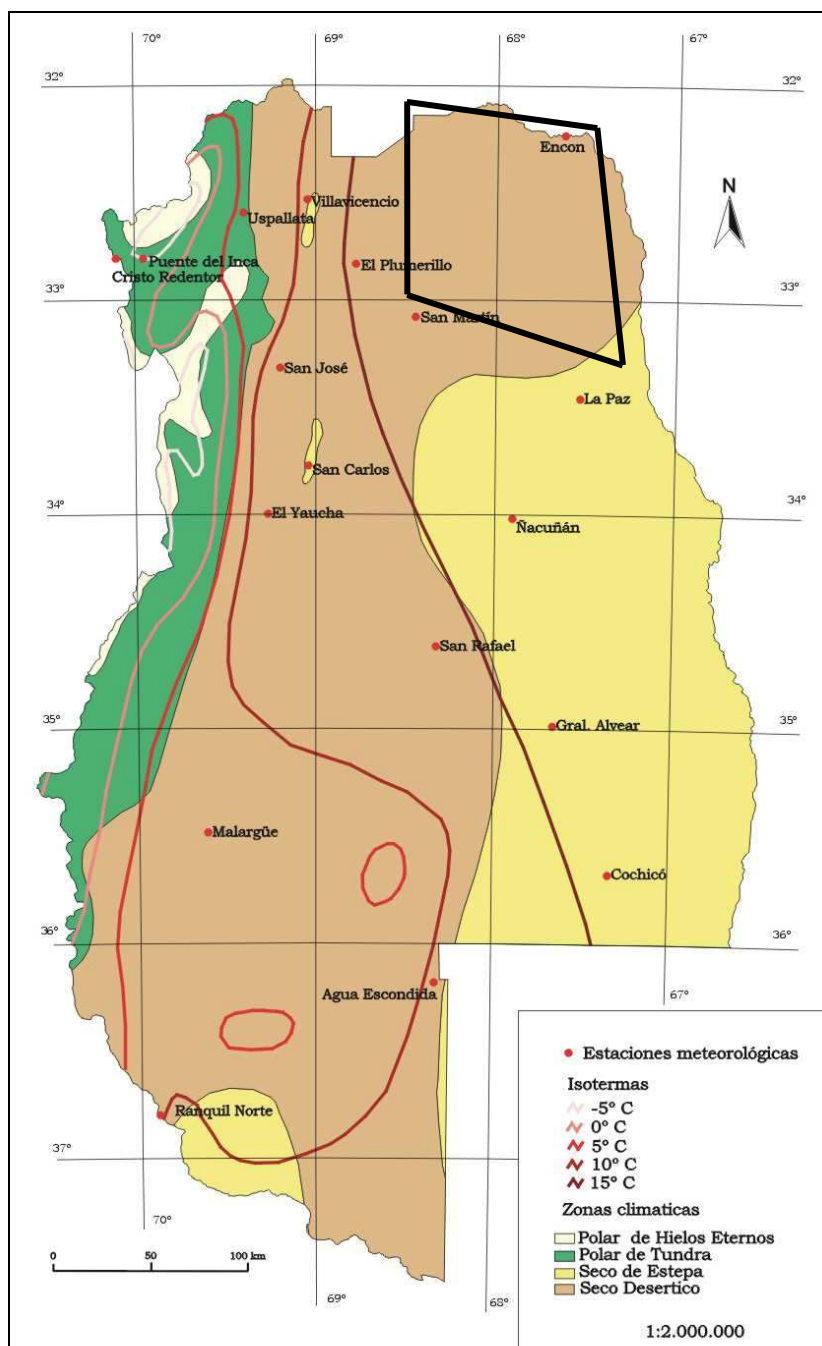 70°
69°
68°
67°
32°
32°
Encon
Villavicencio
Uspallata
N
Puente del Inca
El Plumerillo
Cristo Redentor
33°
33°
San Martín
San José
La Paz
San Carlos
34°
34°
El Yaucha
Ñacuñán
San Rafael
35°
35°
Gral. Alvear
Malargüe
Cochicó
36°
36°
Agua Escondida
67°
Estaciones meteorológicas
Isotermas
-5° C
0° C
5° C
10° C
15° C
Ranquil Norte
37°
Zonas climaticas
70°
Polar de Hielos Eternos
Polar de Tundra
Seco de Estepa
Seco Desertico
0 50 100 km
69°
68°
1:2.000.000